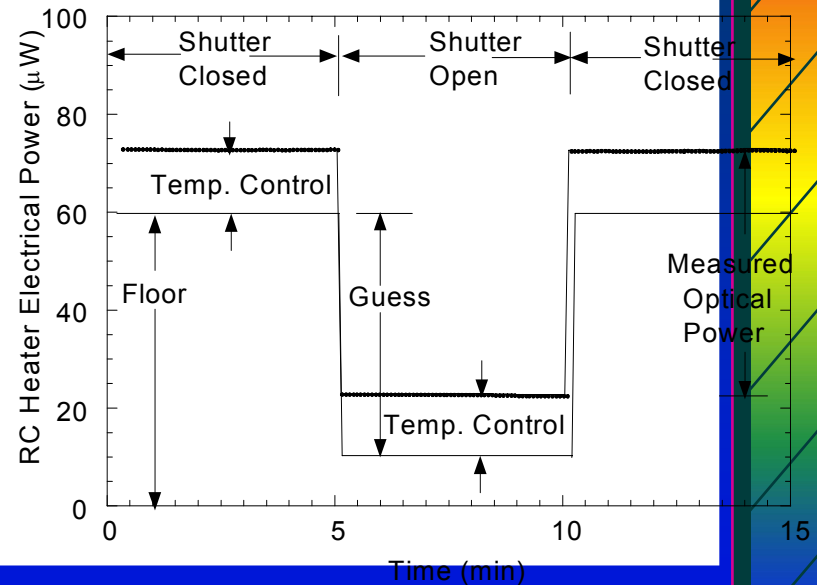 100
80
60
40
20
0
RC Heater Electrical Power (μW)
Shutter
Closed
Shutter
Open
Shutter
Closed
Temp. Control
Floor
Guess
Measured
Optical
Power
Temp. Control
0
5
10
15
Time (min)